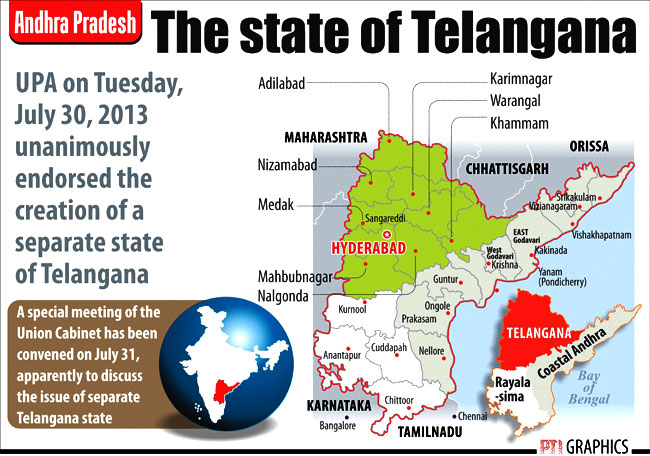 Andhra Pradesh
The state of Telangana
UPA on Tuesday,
July 30, 2013
unanimously
endorsed the
creation of a
separate state
of Telangana
A special meeting of the
Union Cabinet has been
convened on July 31,
apparently to discuss
the issue of separate
Telangana state
Adilabad
Karimnagar
Warangal
Khammam
MAHARASHTRA
ORISSA
CHHATTISGARH
Nizamabad
Medak
Sangareddi
HYDERABAD
Srikakulam
Vizianagaram
Vishakhapatnam
EAST
Godavari
West
Godavari
Kakinada
Krishna
Yanam
(Pondicherry)
Mahbubnagar
Nalgonda
Guntur
Kurnool
Ongole
Prakasam
Anantapur
Cuddapah
Nellore
Chittoor
KARNATAKA
Bangalore
Chennai
TAMILNADU
TELANGANA
Coastal Andhra
Rayala
-sima
Bay
of
Bengal
PTI GRAPHICS